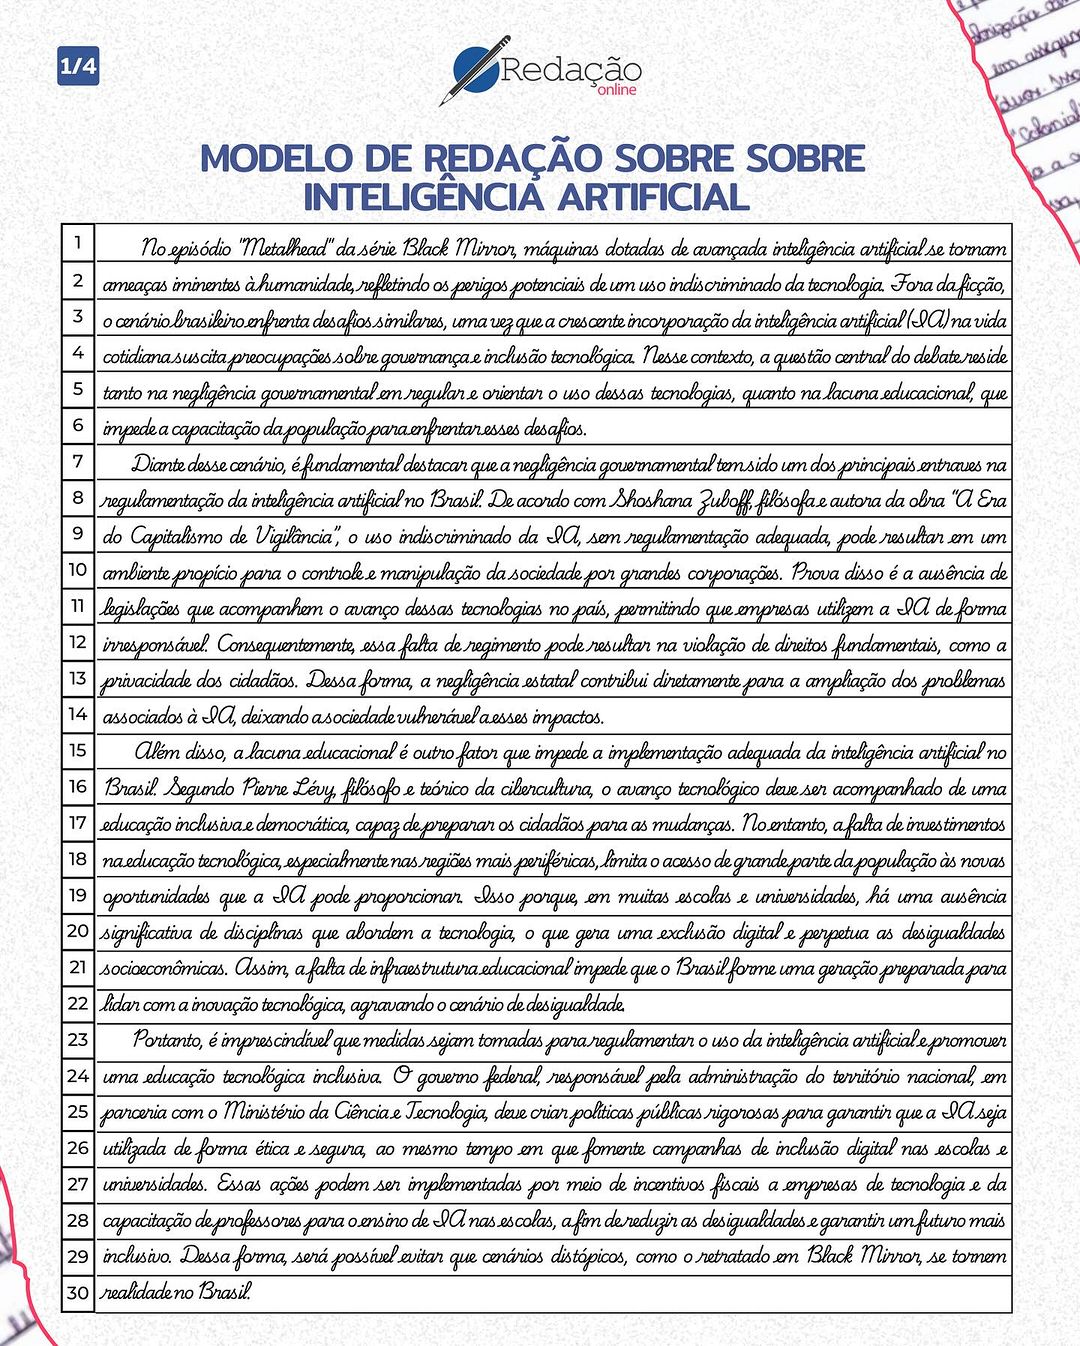 1/4
Redação
online
MODELO DE REDAÇÃO SOBRE SOBRE
INTELIGÊNCIA ARTIFICIAL
1 No episódio "Metalhead" da série Black Mirror, máquinas dotadas de avançada inteligência artificial se tornam
2 ameaças iminentes à humanidade, refletindo os perigos potenciais de um uso indiscriminado da tecnologia. Fora da ficção,
3 o cenário brasileiro enfrenta desafios similares, uma vez que a crescente incorporação da inteligência artificial (IA) na vida
4 cotidiana suscita preocupações sobre governança e inclusão tecnológica. Nesse contexto, a questão central do debate reside
5 tanto na negligência governamental em regular e orientar o uso dessas tecnologias, quanto na lacuna educacional, que
6 impede a capacitação da população para enfrentar esses desafios.
7 Diante desse cenário, é fundamental destacar que a negligência governamental tem sido um dos principais entraves na
8 regulamentação da inteligência artificial no Brasil. De acordo com Shoshana Zuboff, filósofa e autora da obra "A Era
9 do Capitalismo de Vigilância", o uso indiscriminado da IA, sem regulamentação adequada, pode resultar em um
10 ambiente propício para o controle e manipulação da sociedade por grandes corporações. Prova disso é a ausência de
11 legislações que acompanhem o avanço dessas tecnologias no país, permitindo que empresas utilizem a IA de forma
12 irresponsável. Consequentemente, essa falta de regimento pode resultar na violação de direitos fundamentais, como a
13 privacidade dos cidadãos. Dessa forma, a negligência estatal contribui diretamente para a ampliação dos problemas
14 associados à IA, deixando a sociedade vulnerável a esses impactos.
15 Além disso, a lacuna educacional é outro fator que impede a implementação adequada da inteligência artificial no
16 Brasil. Segundo Pierre Lévy, filósofo e teórico da cibercultura, o avanço tecnológico deve ser acompanhado de uma
17 educação inclusiva e democrática, capaz de preparar os cidadãos para as mudanças. No entanto, a falta de investimentos
18 na educação tecnológica, especialmente nas regiões mais periféricas, limita o acesso de grande parte da população às novas
19 oportunidades que a IA pode proporcionar. Isso porque, em muitas escolas e universidades, há uma ausência
20 significativa de disciplinas que abordem a tecnologia, o que gera uma exclusão digital e perpetua as desigualdades
21 socioeconômicas. Assim, a falta de infraestrutura educacional impede que o Brasil forme uma geração preparada para
22 lidar com a inovação tecnológica, agravando o cenário de desigualdade.
23 Portanto, é imprescindível que medidas sejam tomadas para regulamentar o uso da inteligência artificial e promover
24 uma educação tecnológica inclusiva. O governo federal, responsável pela administração do território nacional, em
25 parceria com o Ministério da Ciência e Tecnologia, deve criar políticas públicas rigorosas para garantir que a IA seja
26 utilizada de forma ética e segura, ao mesmo tempo em que fomente campanhas de inclusão digital nas escolas e
27 universidades. Essas ações podem ser implementadas por meio de incentivos fiscais a empresas de tecnologia e da
28 capacitação de professores para o ensino de IA nas escolas, a fim de reduzir as desigualdades e garantir um futuro mais
29 inclusivo. Dessa forma, será possível evitar que cenários distópicos, como o retratado em Black Mirror, se tornem
30 realidade no Brasil.